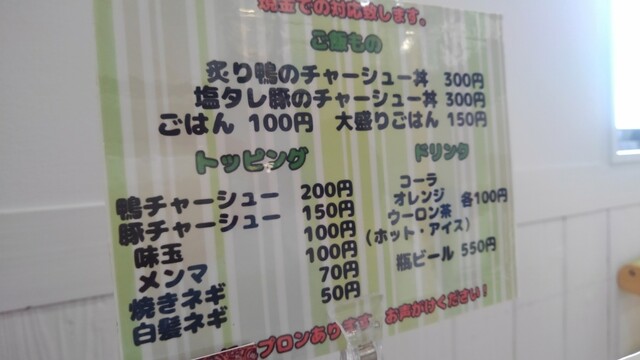 現金での対応致します。
ご飯もの
炙り鴨のチャーシュー丼 300円
塩タレ豚のチャーシュー丼 300円
ごはん 100円 大盛りごはん 150円
トッピング
鴨チャーシュー 200円
豚チャーシュー 150円
味玉 100円
メンマ 100円
焼きネギ 70円
白髪ネギ 50円
ドリンク
コーラ
オレンジ 各100円
ウーロン茶
(ホット・アイス)
瓶ビール 550円
プロンあります。お声がけください!